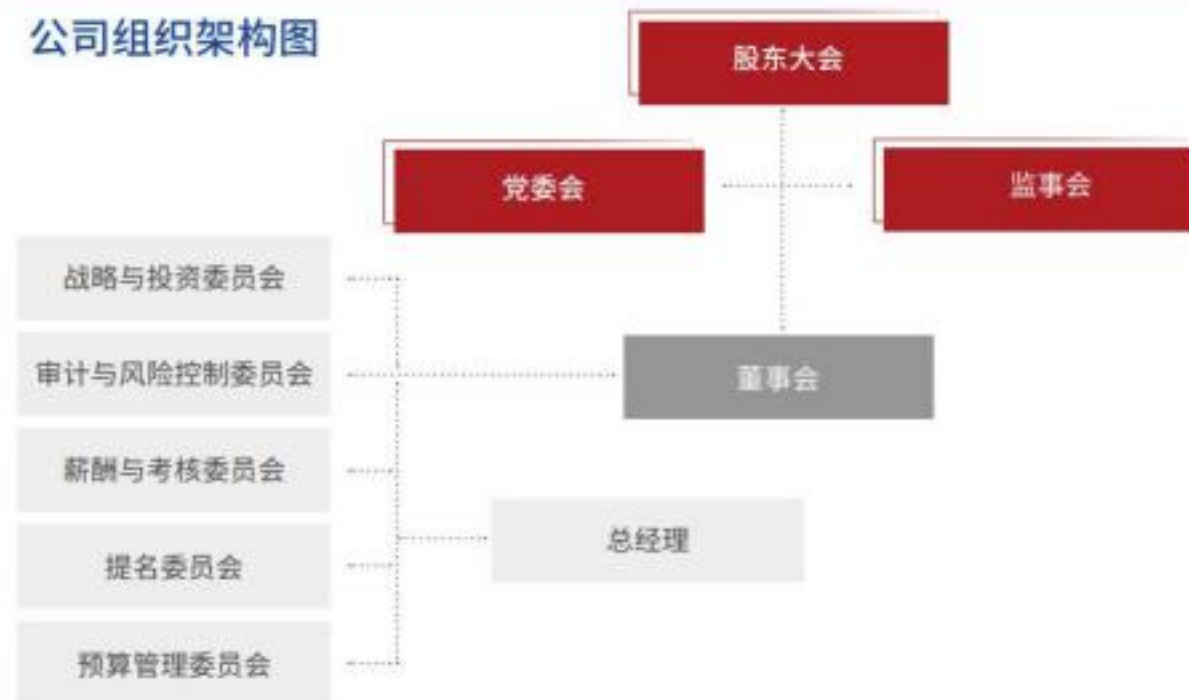 公司组织架构图
股东大会
党委会
监事会
战略与投资委员会
审计与风险控制委员会
董事会
薪酬与考核委员会
总经理
提名委员会
预算管理委员会